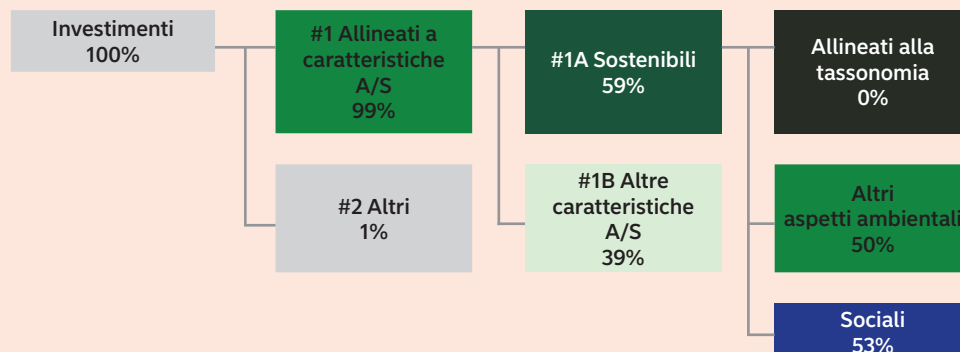 Investimenti
100%
#1 Allineati a
caratteristiche
A/S
99%
#1A Sostenibili
59%
Allineati alla
tassonomia
0%
#2 Altri
1%
#1B Altre
caratteristiche
A/S
39%
Altri
aspetti ambientali
50%
Sociali
53%